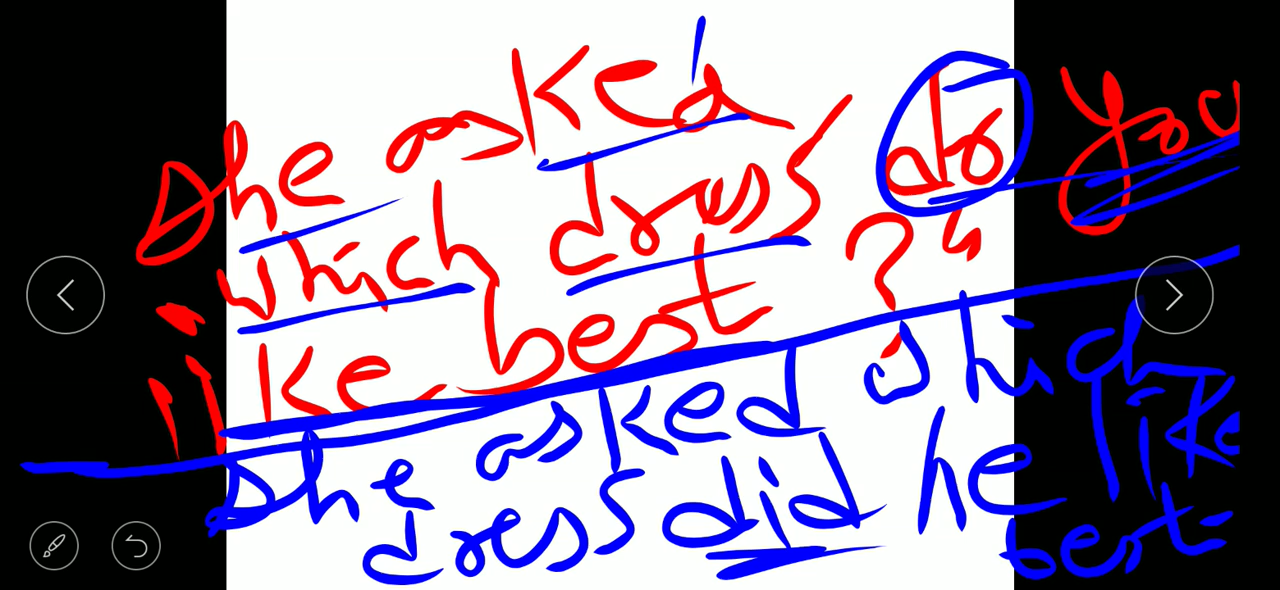 She asked
which dress do you
like best ?"
She asked which
dress did he like
best